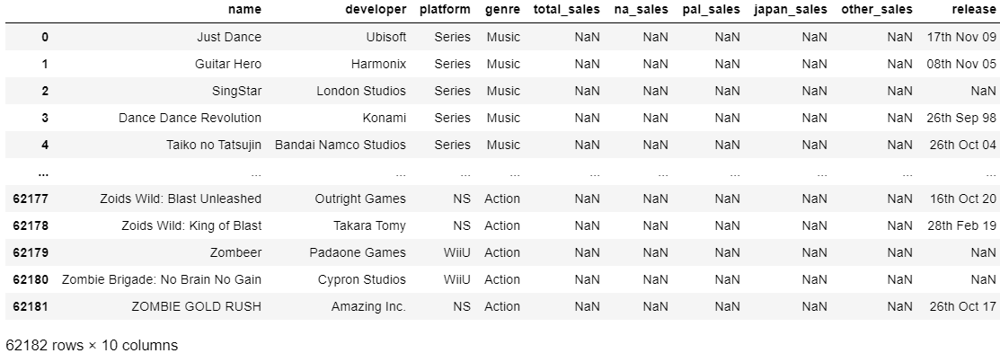 name developer platform genre total_sales na_sales pal_sales japan_sales other_sales release
0 Just Dance Ubisoft Series Music NaN NaN NaN NaN NaN 17th Nov 09
1 Guitar Hero Harmonix Series Music NaN NaN NaN NaN NaN 08th Nov 05
2 SingStar London Studios Series Music NaN NaN NaN NaN NaN NaN
3 Dance Dance Revolution Konami Series Music NaN NaN NaN NaN NaN 26th Sep 98
4 Taiko no Tatsujin Bandai Namco Studios Series Music NaN NaN NaN NaN NaN 26th Oct 04
... ... ... ... ... ... ... ... ... ... ...
62177 Zoids Wild: Blast Unleashed Outright Games NS Action NaN NaN NaN NaN NaN 16th Oct 20
62178 Zoids Wild: King of Blast Takara Tomy NS Action NaN NaN NaN NaN NaN 28th Feb 19
62179 Zombeer Padaone Games WiiU Action NaN NaN NaN NaN NaN NaN
62180 Zombie Brigade: No Brain No Gain Cypron Studios WiiU Action NaN NaN NaN NaN NaN NaN
62181 ZOMBIE GOLD RUSH Amazing Inc. NS Action NaN NaN NaN NaN NaN 26th Oct 17
62182 rows × 10 columns